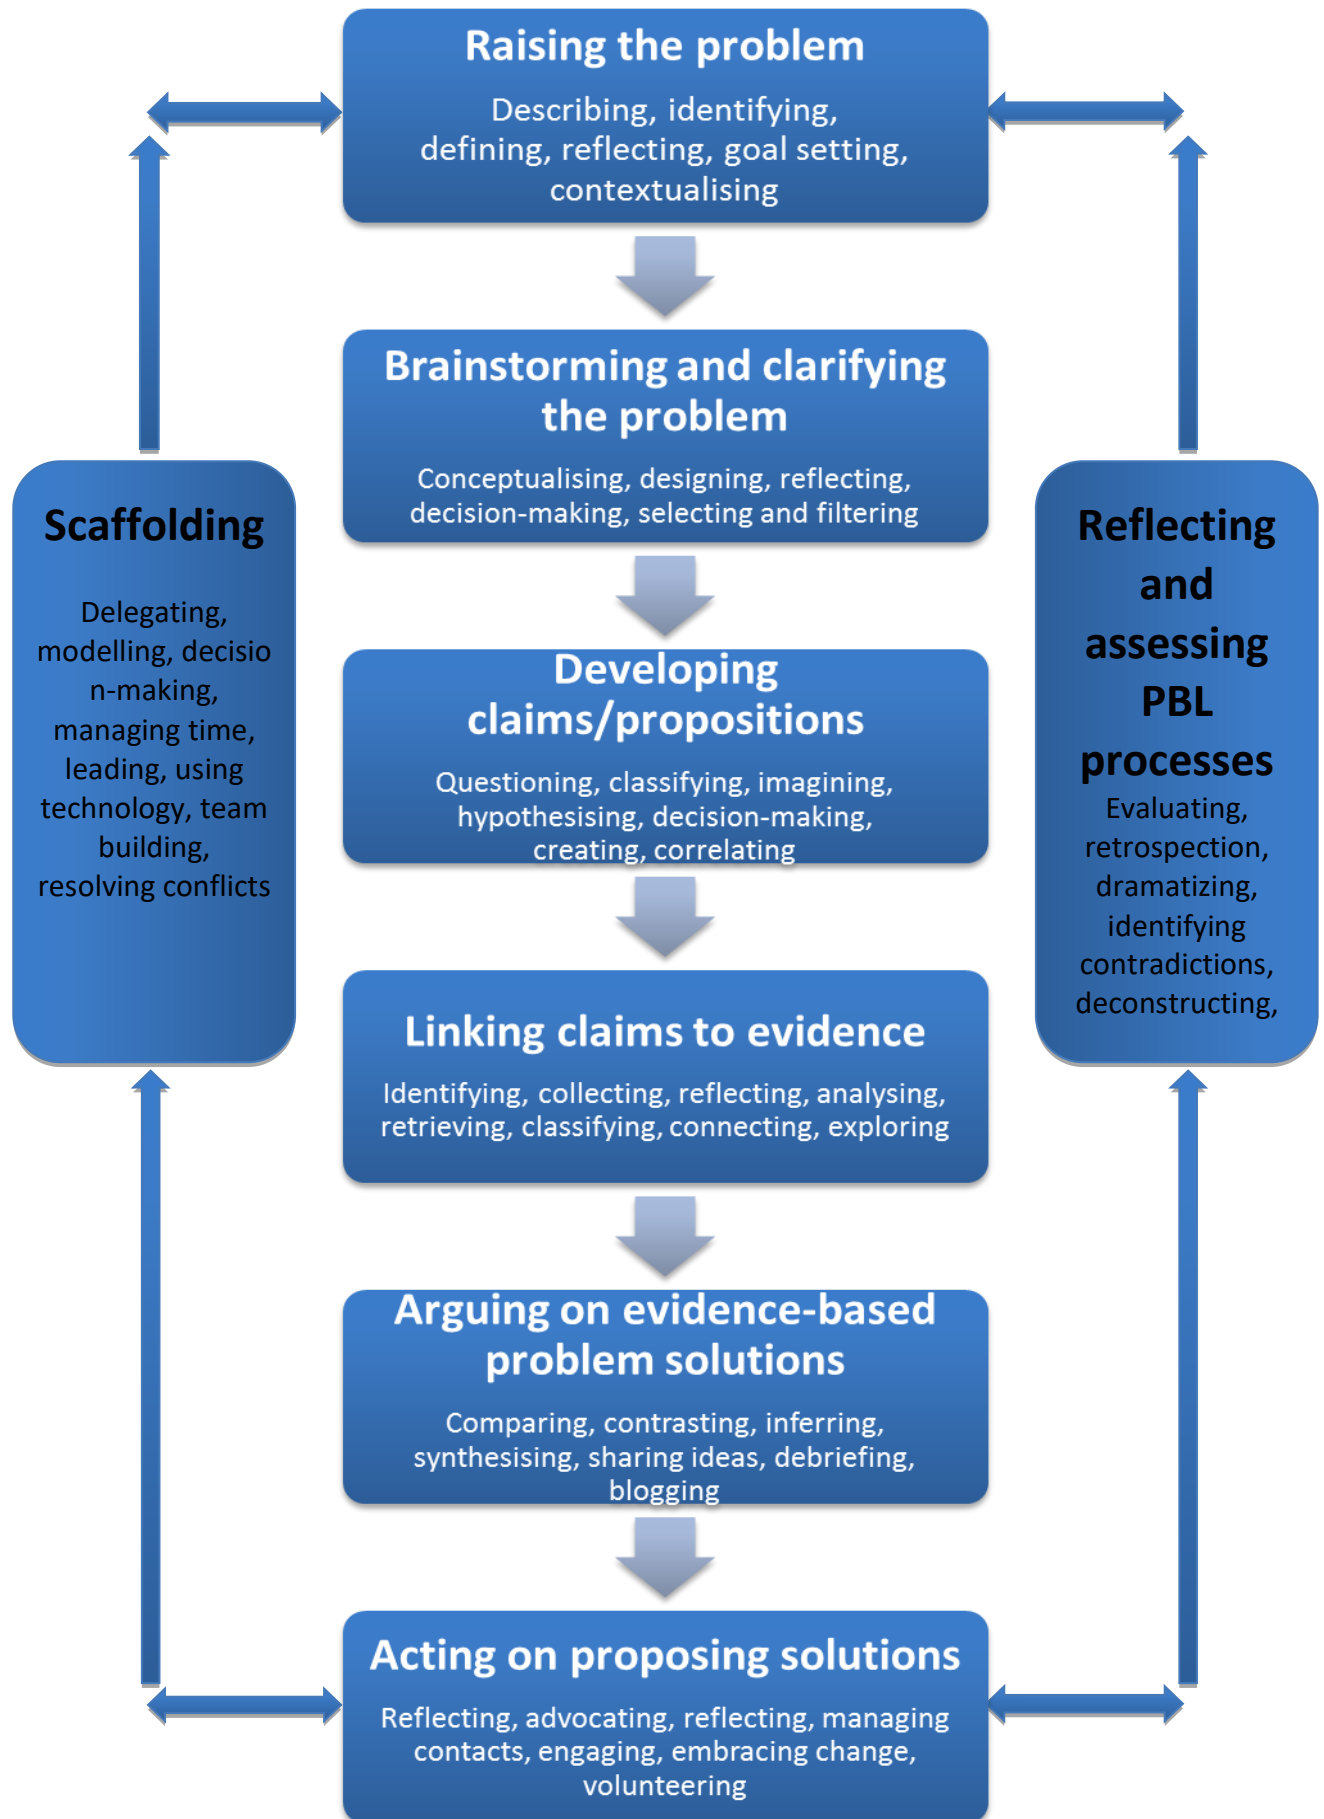 Raising the problem
Describing, identifying,
defining, reflecting, goal setting,
contextualising
Brainstorming and clarifying
the problem
Conceptualising, designing, reflecting,
decision-making, selecting and filtering
Scaffolding
Delegating,
modelling, decisio
n-making,
managing time,
leading, using
technology, team
building,
resolving conflicts
Developing
claims/propositions
Questioning, classifying, imagining,
hypothesising, decision-making,
creating, correlating
Reflecting
and
assessing
PBL
processes
Evaluating,
retrospection,
dramatizing,
identifying
contradictions,
deconstructing,
Linking claims to evidence
Identifying, collecting, reflecting, analysing,
retrieving, classifying, connecting, exploring
Arguing on evidence-based
problem solutions
Comparing, contrasting, inferring,
synthesising, sharing ideas, debriefing,
blogging
Acting on proposing solutions
Reflecting, advocating, reflecting, managing
contacts, engaging, embracing change,
volunteering